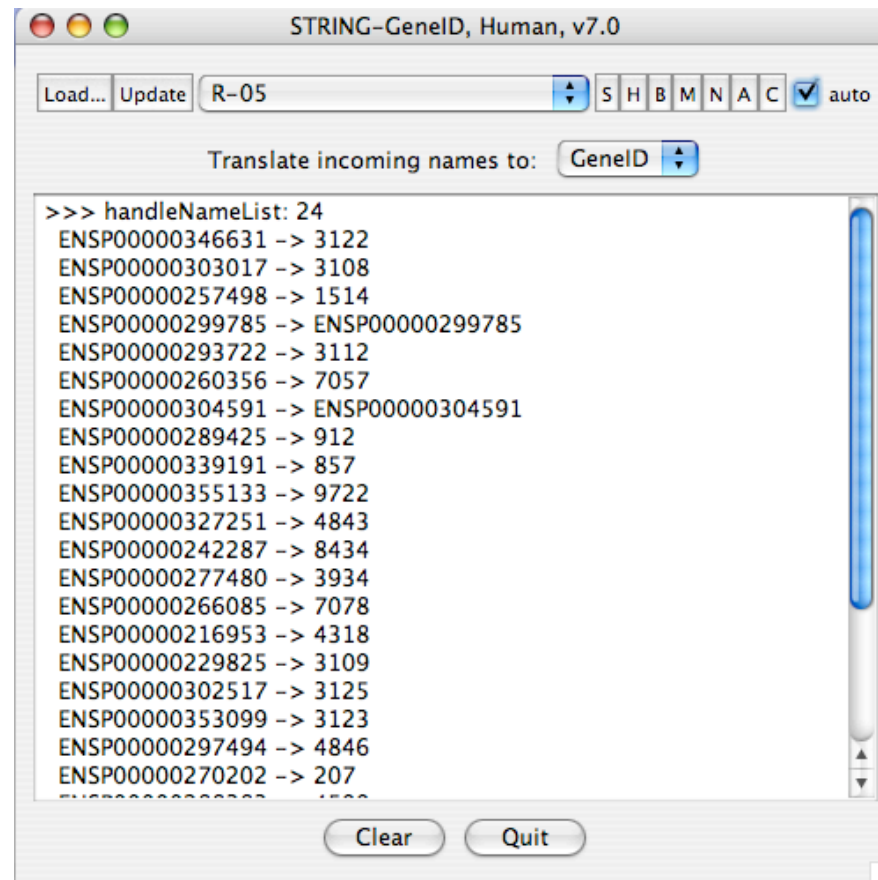 STRING-GeneID, Human, v7.0
Load... Update R-05 S H B M N A C auto
Translate incoming names to: GeneID
>>> handleNameList: 24
ENSP00000346631 -> 3122
ENSP00000303017 -> 3108
ENSP00000257498 -> 1514
ENSP00000299785 -> ENSP00000299785
ENSP00000293722 -> 3112
ENSP00000260356 -> 7057
ENSP00000304591 -> ENSP00000304591
ENSP00000289425 -> 912
ENSP00000339191 -> 857
ENSP00000355133 -> 9722
ENSP00000327251 -> 4843
ENSP00000242287 -> 8434
ENSP00000277480 -> 3934
ENSP00000266085 -> 7078
ENSP00000216953 -> 4318
ENSP00000229825 -> 3109
ENSP00000302517 -> 3125
ENSP00000353099 -> 3123
ENSP00000297494 -> 4846
ENSP00000270202 -> 207
Clear Quit